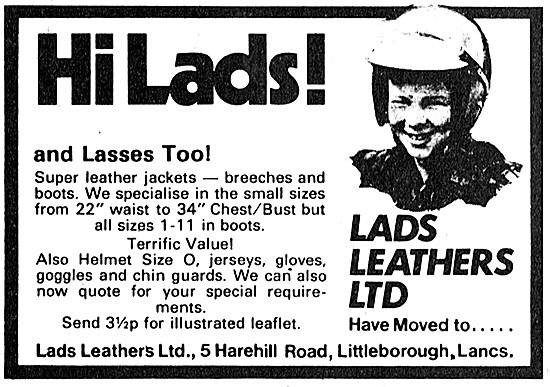 Hi Lads!
and Lasses Too!
Super leather jackets — breeches and
boots. We specialise in the small sizes
from 22" waist to 34" Chest/Bust but
all sizes 1-11 in boots.
Terrific Value!
Also Helmet Size O, jerseys, gloves,
goggles and chin guards. We can also
now quote for your special require-
ments.
Send 3½p for illustrated leaflet.
LADS
LEATHERS
LTD
Have Moved to.....
Lads Leathers Ltd., 5 Harehill Road, Littleborough, Lancs.